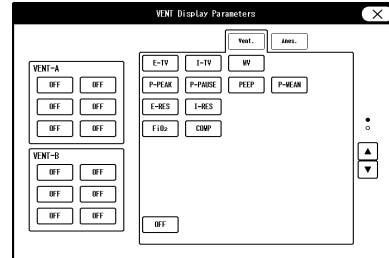 VENT Display Parameters
Vent. Anes.
VENT-A
OFF OFF
OFF OFF
OFF OFF
VENT-B
OFF OFF
OFF OFF
OFF OFF
E-TV I-TV MV
P-PEAK P-PAUSE PEEP P-MEAN
E-RES I-RES
FiO₂ COMP
OFF